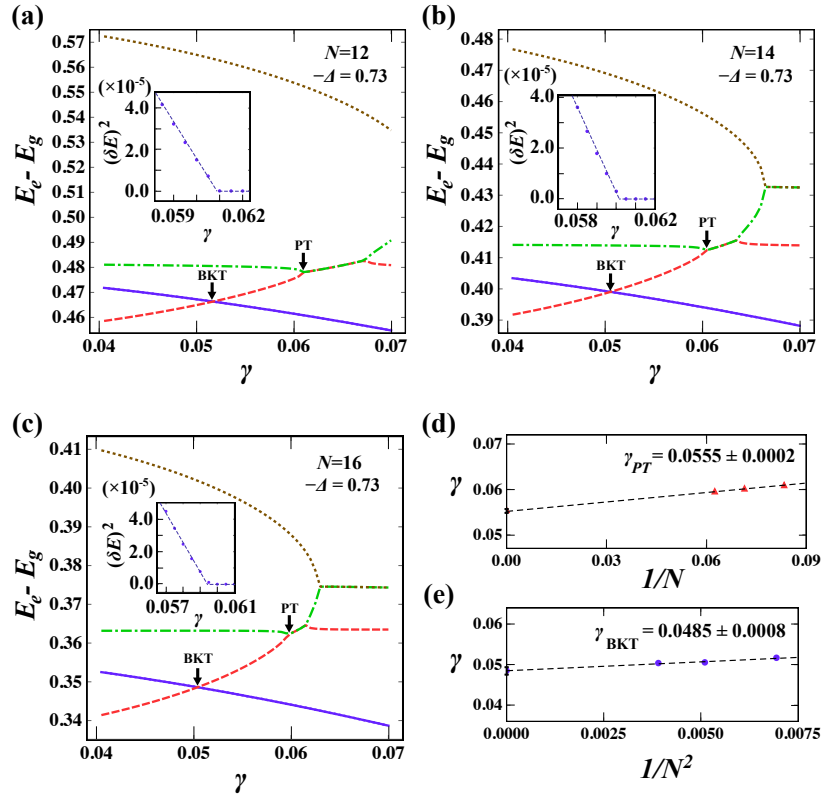 (a)
0.57
0.56
0.55
0.54
0.53
0.52
0.51
0.50
0.49
0.48
0.47
0.46
E_e- E_g
N=12
−Δ = 0.73
(×10^-5)
4.0
2.0
0.0
(δE)^2
0.059
0.062
γ
BKT
PT
0.04
0.05
0.06
0.07
γ
(b)
0.48
0.47
0.46
0.45
0.44
0.43
0.42
0.41
0.40
0.39
E_e- E_g
N=14
−Δ = 0.73
(×10^-5)
4.0
2.0
0.0
(δE)^2
0.058
0.062
γ
BKT
PT
0.04
0.05
0.06
0.07
γ
(c)
0.41
0.40
0.39
0.38
0.37
0.36
0.35
0.34
E_e- E_g
N=16
−Δ = 0.73
(×10^-5)
4.0
2.0
0.0
(δE)^2
0.057
0.061
γ
BKT
PT
0.04
0.05
0.06
0.07
γ
(d)
0.07
0.06
0.05
γ
γ_PT = 0.0555 ± 0.0002
0.00
0.03
0.06
0.09
1/N
(e)
0.06
0.05
0.04
γ
γ_BKT = 0.0485 ± 0.0008
0.0000
0.0025
0.0050
0.0075
1/N^2